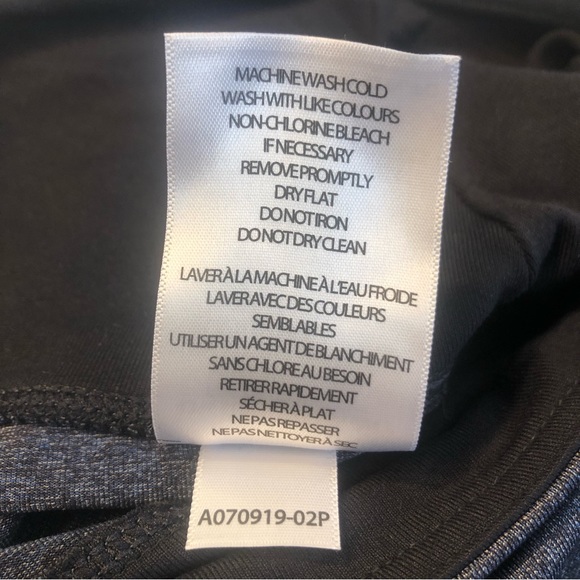 MACHINE WASH COLD
WASH WITH LIKE COLOURS
NON-CHLORINE BLEACH
IF NECESSARY
REMOVE PROMPTLY
DRY FLAT
DO NOT IRON
DO NOT DRY CLEAN
LAVER À LA MACHINE À L'EAU FROIDE
LAVER AVEC DES COULEURS
SEMBLABLES
UTILISER UN AGENT DE BLANCHIMENT
SANS CHLORE AU BESOIN
RETIRER RAPIDEMENT
SÉCHER À PLAT
NE PAS REPASSER
NE PAS NETTOYER À SEC
A070919-02P